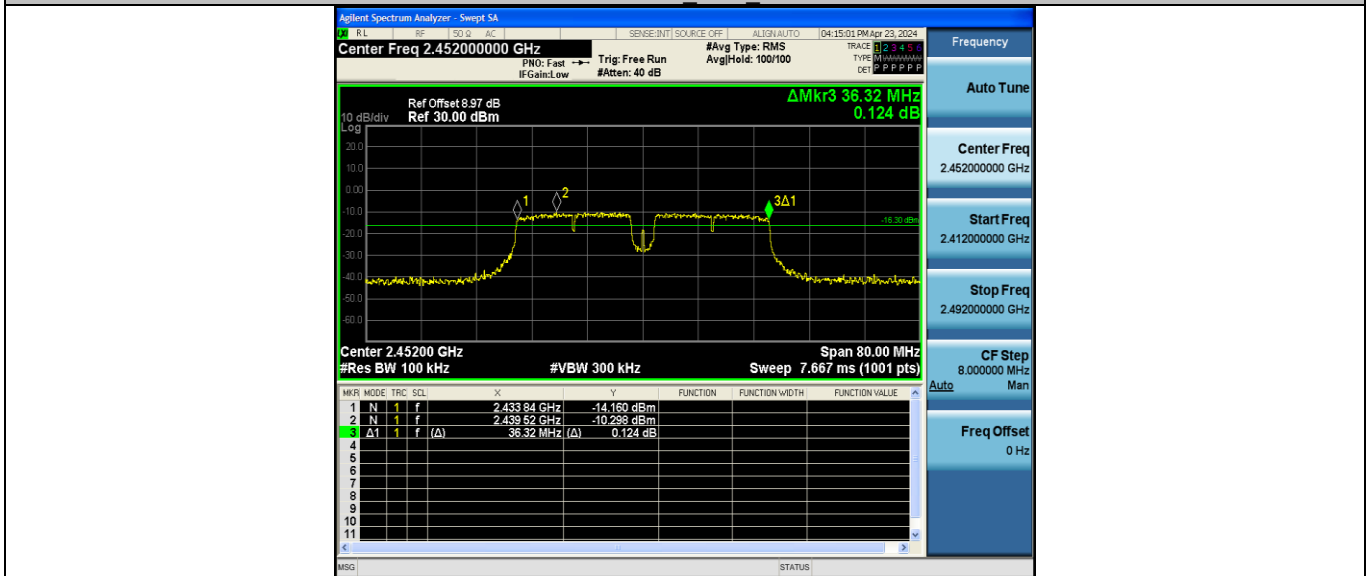 Agilent Spectrum Analyzer - Swept SA
RL RF 50 Ω AC SENSE:INT SOURCE OFF ALIGN AUTO 04:15:01 PM Apr 23, 2024
Center Freq 2.452000000 GHz
PNO: Fast
IFGain:Low
Trig: Free Run
#Atten: 40 dB
#Avg Type: RMS
Avg|Hold: 100/100
TRACE 1 2 3 4 5 6
TYPE M
DET P P P P P P
Ref Offset 8.97 dB
Ref 30.00 dBm
10 dB/div
Log
ΔMkr3 36.32 MHz
0.124 dB
20.0
10.0
0.00
-10.0
-20.0
-30.0
-40.0
-50.0
-60.0
1
2
3Δ1
-16.30 dBm
Center 2.45200 GHz
Span 80.00 MHz
#Res BW 100 kHz
#VBW 300 kHz
Sweep 7.667 ms (1001 pts)
MKR MODE TRC SCL X Y FUNCTION FUNCTION WIDTH FUNCTION VALUE
1 N 1 f 2.433 84 GHz -14.160 dBm
2 N 1 f 2.439 52 GHz -10.298 dBm
3 Δ1 1 f (Δ) 36.32 MHz (Δ) 0.124 dB
4
5
6
7
8
9
10
11
MSG
STATUS
Frequency
Auto Tune
Center Freq
2.452000000 GHz
Start Freq
2.412000000 GHz
Stop Freq
2.492000000 GHz
CF Step
8.000000 MHz
Auto Man
Freq Offset
0 Hz